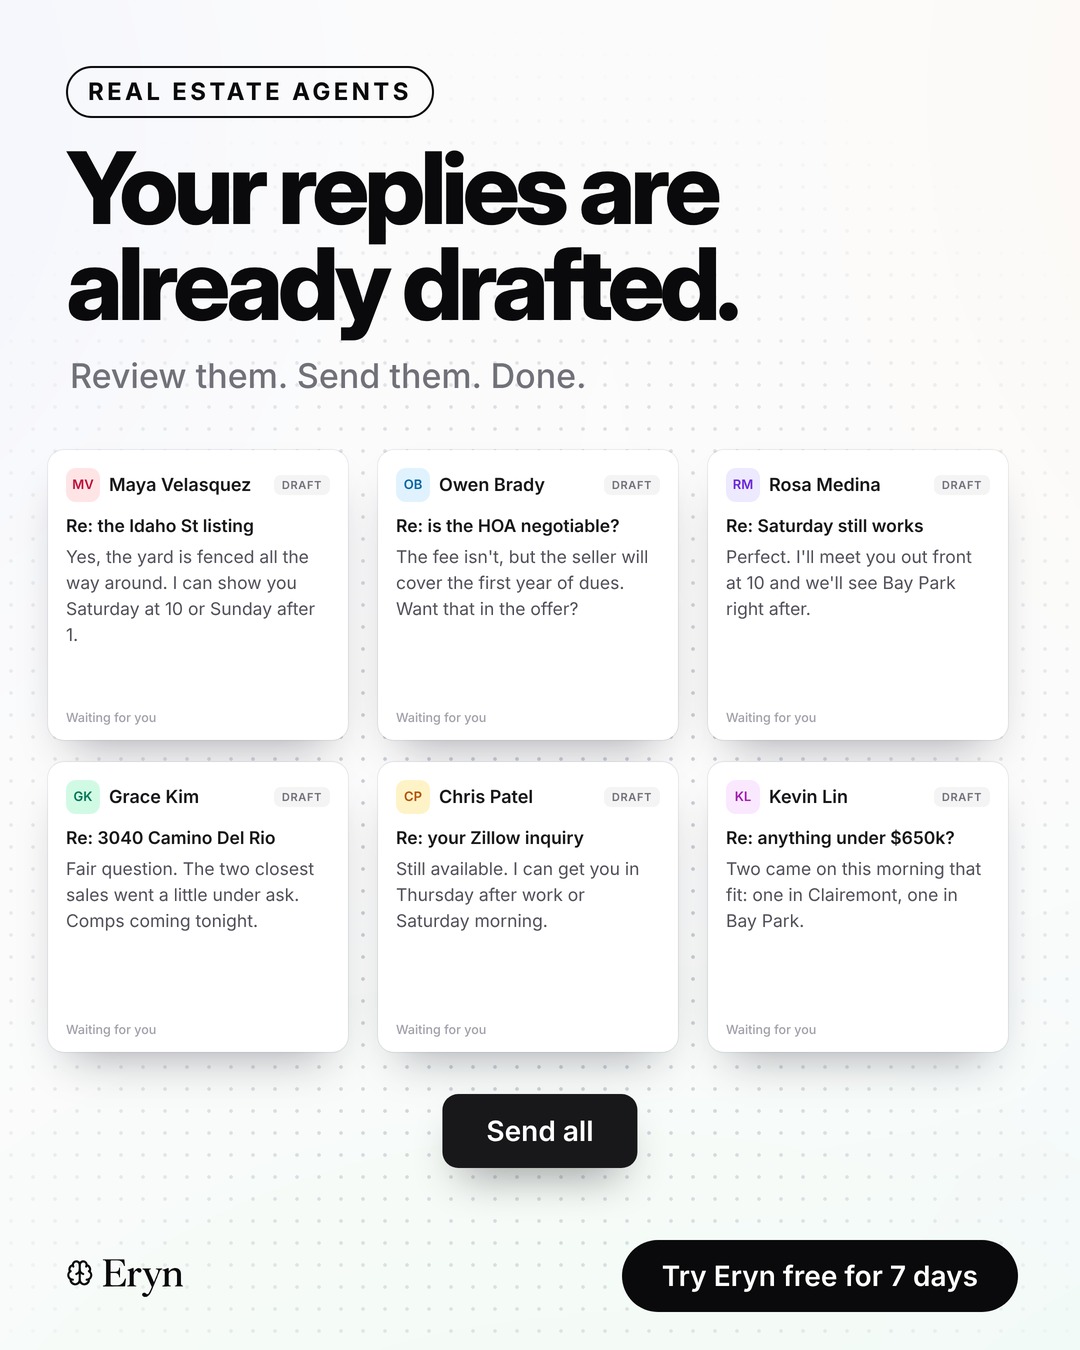 REAL ESTATE AGENTS
Your replies are
already drafted.
Review them. Send them. Done.
MV Maya Velasquez DRAFT
Re: the Idaho St listing
Yes, the yard is fenced all the
way around. I can show you
Saturday at 10 or Sunday after
1.
Waiting for you
OB Owen Brady DRAFT
Re: is the HOA negotiable?
The fee isn't, but the seller will
cover the first year of dues.
Want that in the offer?
Waiting for you
RM Rosa Medina DRAFT
Re: Saturday still works
Perfect. I'll meet you out front
at 10 and we'll see Bay Park
right after.
Waiting for you
GK Grace Kim DRAFT
Re: 3040 Camino Del Rio
Fair question. The two closest
sales went a little under ask.
Comps coming tonight.
Waiting for you
CP Chris Patel DRAFT
Re: your Zillow inquiry
Still available. I can get you in
Thursday after work or
Saturday morning.
Waiting for you
KL Kevin Lin DRAFT
Re: anything under $650k?
Two came on this morning that
fit: one in Clairemont, one in
Bay Park.
Waiting for you
Send all
Eryn
Try Eryn free for 7 days